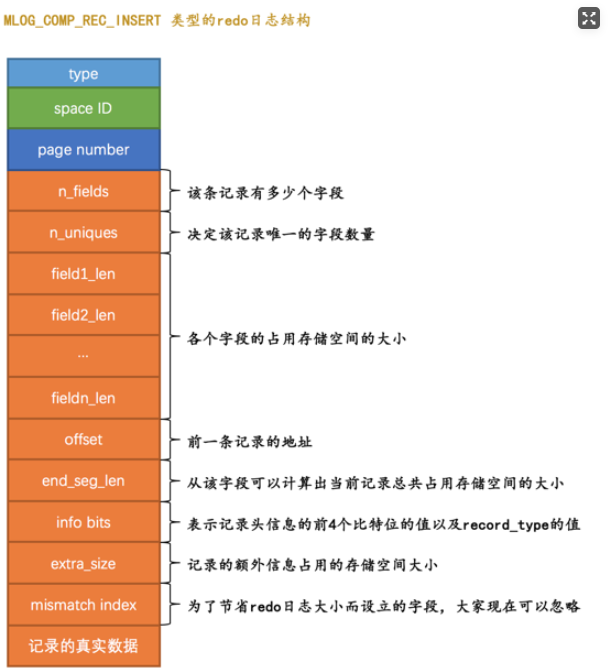 MLOG_COMP_REC_INSERT 类型的redo日志结构
type
space ID
page number
n_fields
该条记录有多少个字段
n_uniques
决定该记录唯一的字段数量
field1_len
field2_len
各个字段的占用存储空间的大小
...
fieldn_len
offset
前一条记录的地址
end_seg_len
从该字段可以计算出当前记录总共占用存储空间的大小
info bits
表示记录头信息的前4个比特位的值以及record_type的值
extra_size
记录的额外信息占用的存储空间大小
mismatch index
为了节省redo日志大小而设立的字段，大家现在可以忽略
记录的真实数据